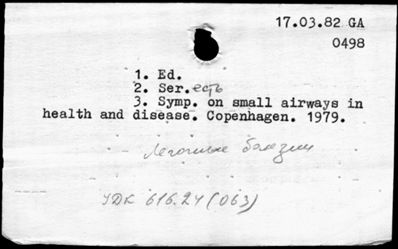 17.03.82 GA
0498
1. Ed.
2. Ser. есть
3. Symp. on small airways in
health and disease. Copenhagen. 1979.
Легочные болезни
УДК 616.24 (063)